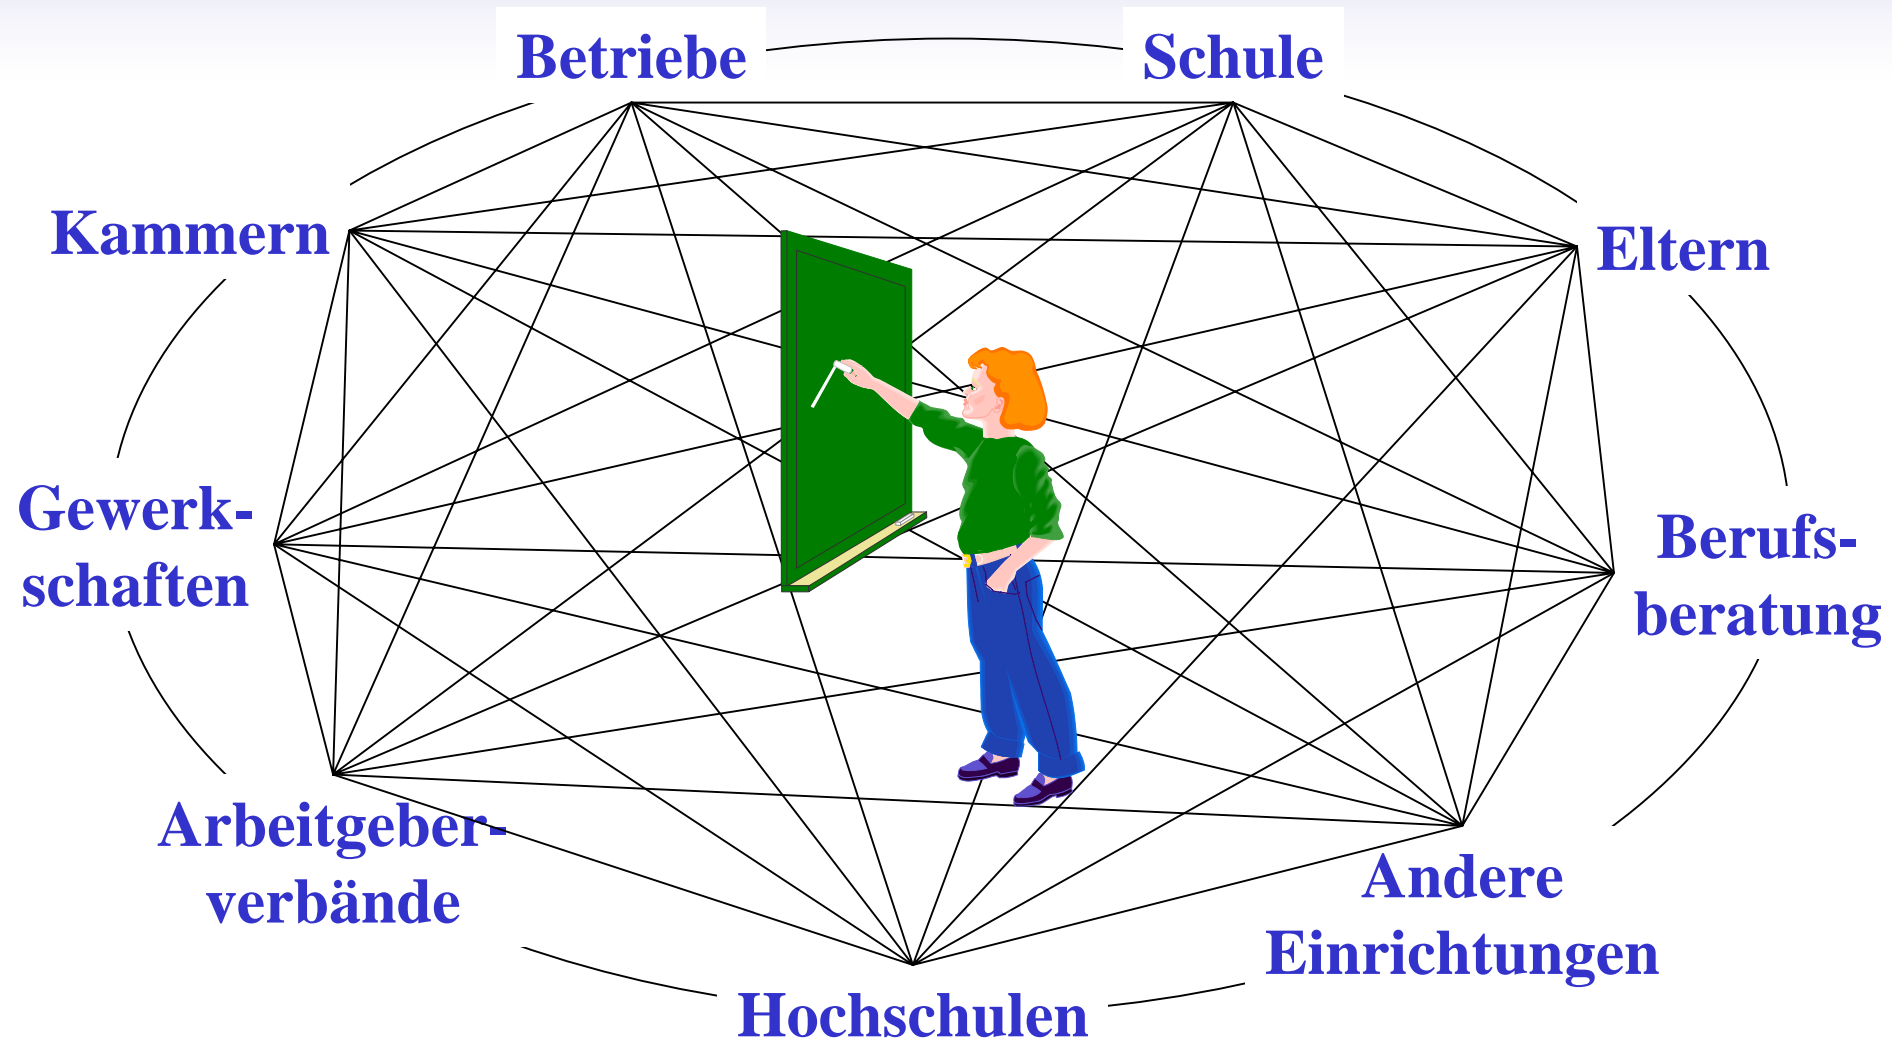 Betriebe
Schule
Kammern
Eltern
Gewerk-
schaften
Berufs-
beratung
Arbeitgeber-
verbände
Andere
Einrichtungen
Hochschulen